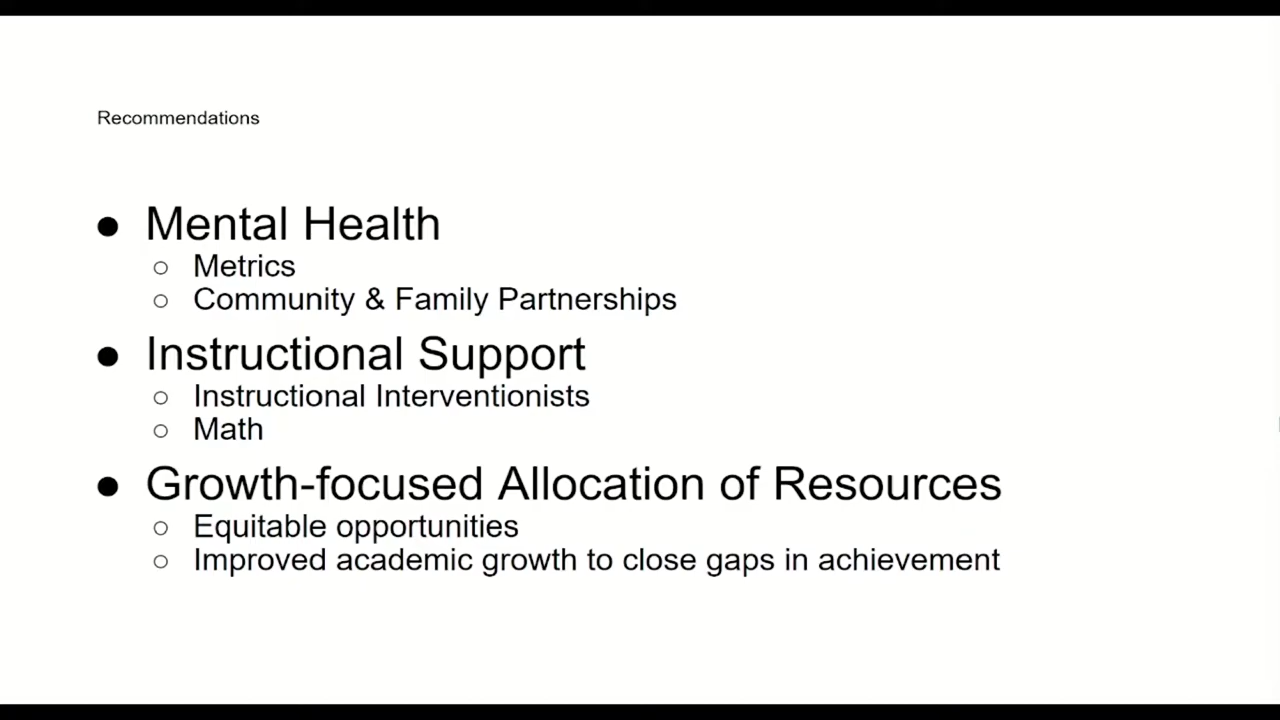 Recommendations
● Mental Health
○ Metrics
○ Community & Family Partnerships
● Instructional Support
○ Instructional Interventionists
○ Math
● Growth-focused Allocation of Resources
○ Equitable opportunities
○ Improved academic growth to close gaps in achievement